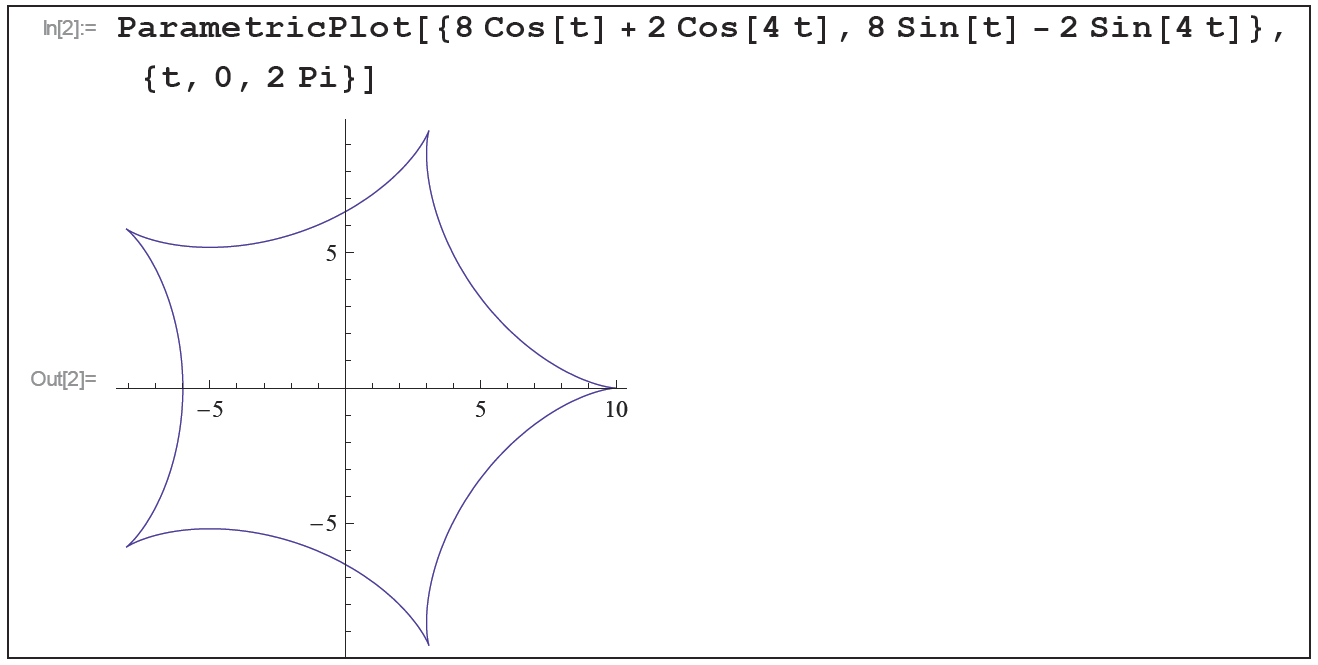 In[2]:= ParametricPlot[{8 Cos[t] + 2 Cos[4 t], 8 Sin[t] - 2 Sin[4 t]},
{t, 0, 2 Pi}]
5
Out[2]=
-5 5 10
-5